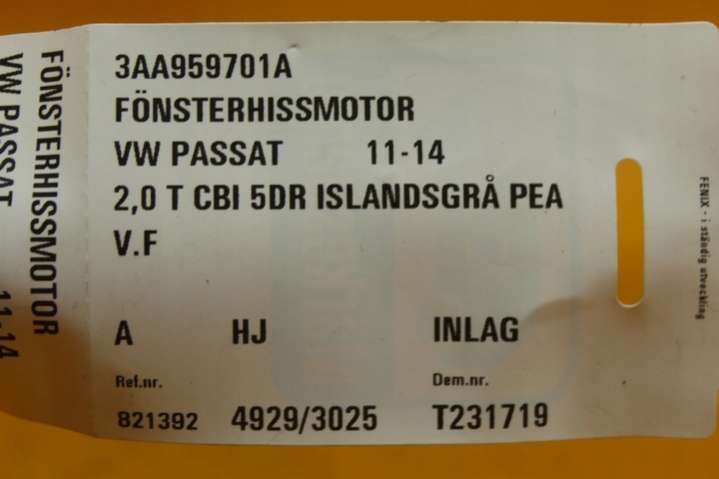 3AA959701A
FÖNSTERHISSMOTOR
VW PASSAT 11-14
2,0 T CBI 5DR ISLANDSGRÅ PEA
V.F
A HJ INLAG
Ref.nr. Dem.nr.
821392 4929/3025 T231719
FÖNSTERHISSMOTOR
VW PASSAT 11-14
FENIX - i ständig utveckling